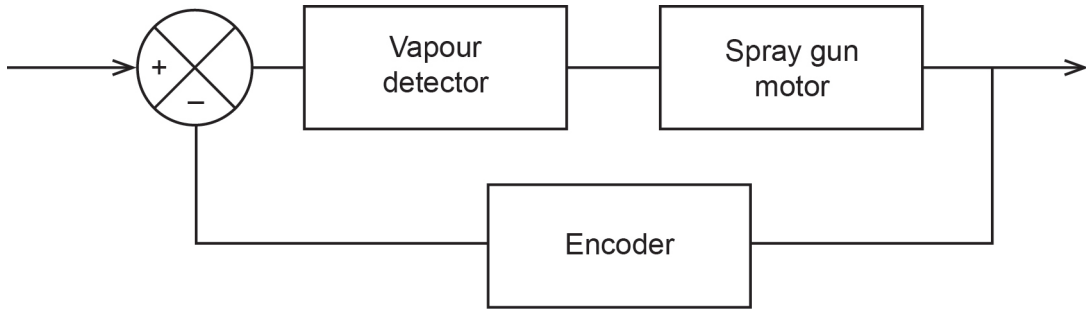 +
−
Vapour
detector
Spray gun
motor
Encoder